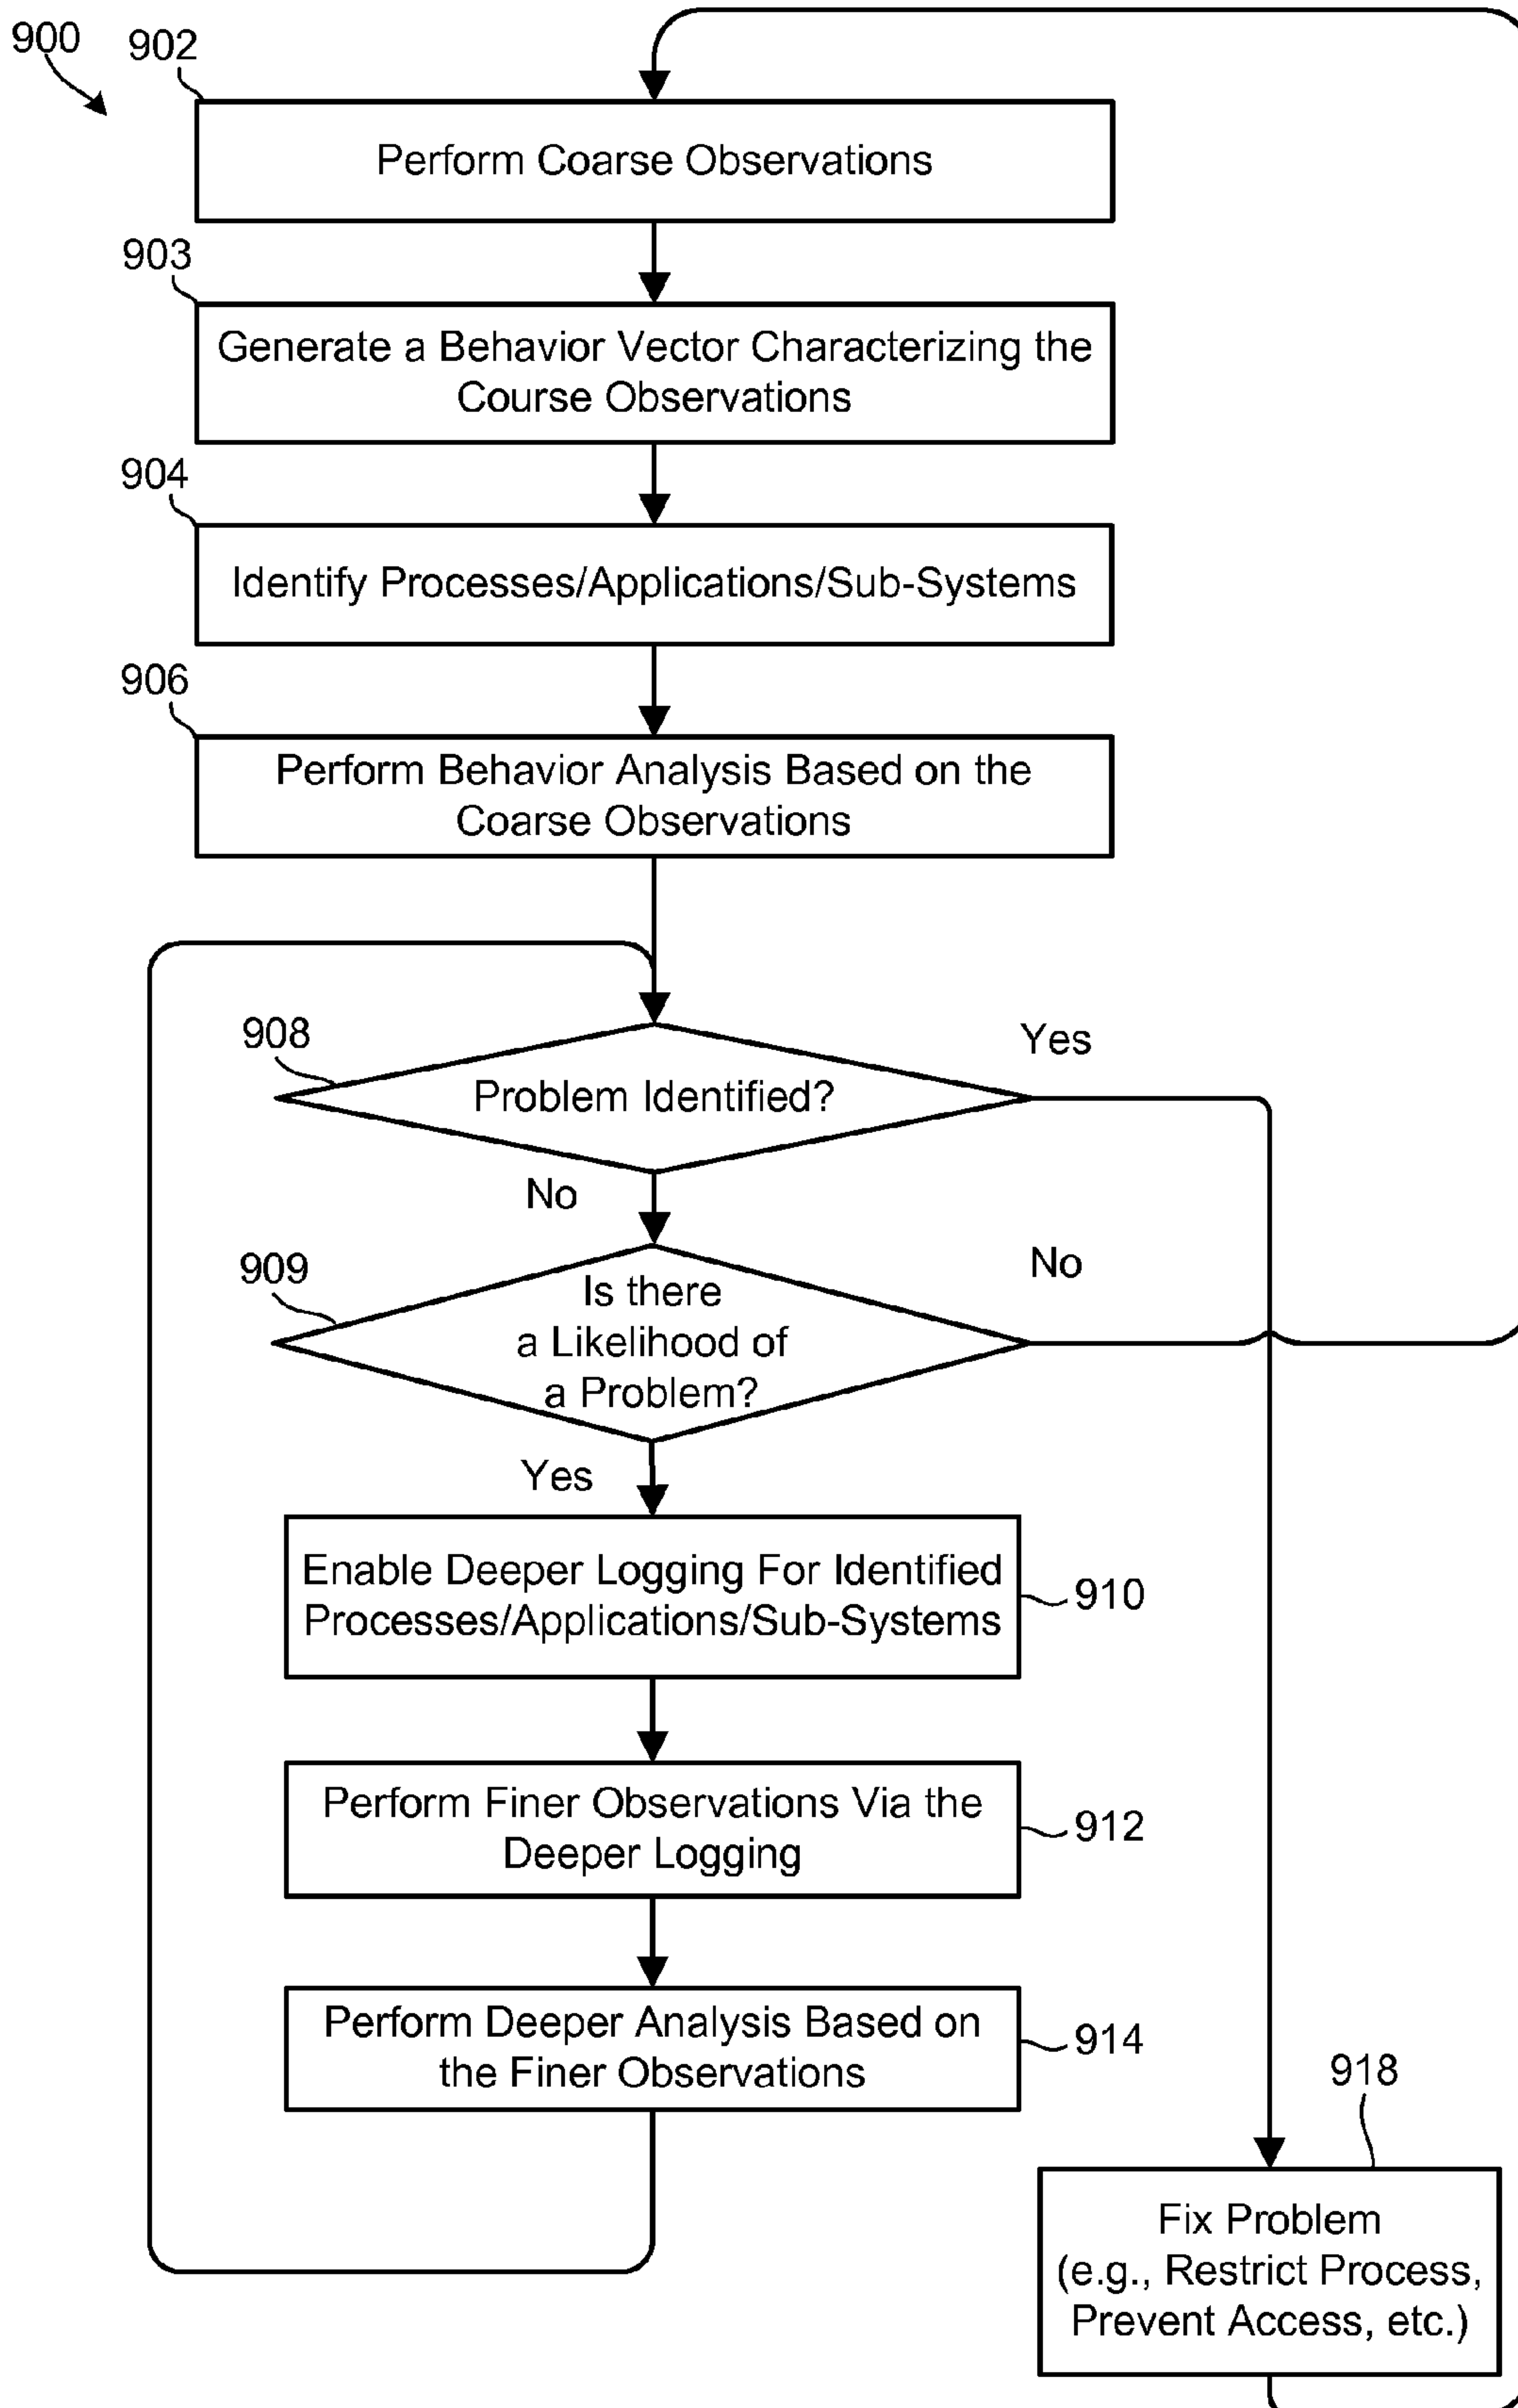 900
902
Perform Coarse Observations
903
Generate a Behavior Vector Characterizing the
Course Observations
904
Identify Processes/Applications/Sub-Systems
906
Perform Behavior Analysis Based on the
Coarse Observations
908
Problem Identified?
Yes
No
909
Is there
a Likelihood of
a Problem?
No
Yes
Enable Deeper Logging For Identified
Processes/Applications/Sub-Systems
910
Perform Finer Observations Via the
Deeper Logging
912
Perform Deeper Analysis Based on
the Finer Observations
914
918
Fix Problem
(e.g., Restrict Process,
Prevent Access, etc.)